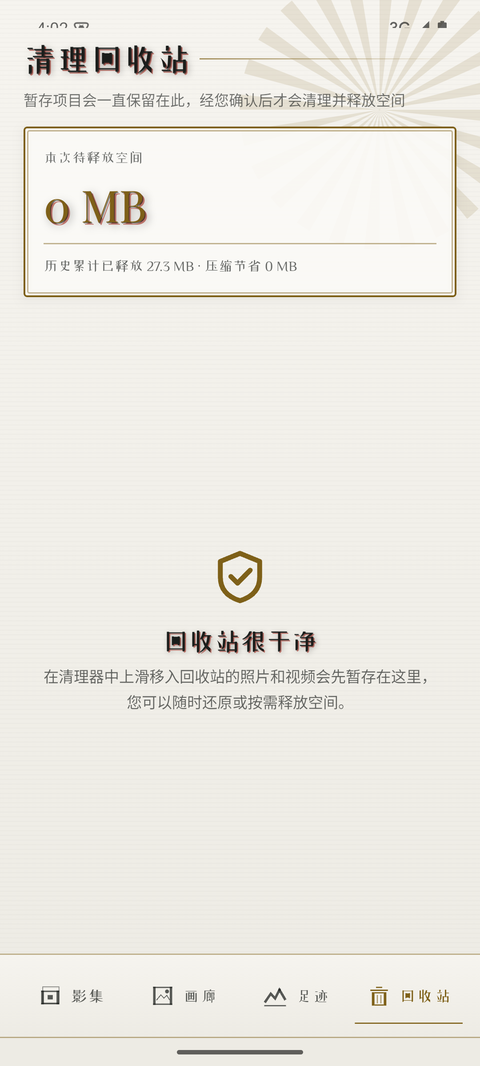 清理回收站
暂存项目会一直保留在此，经您确认后才会清理并释放空间
本次待释放空间
0 MB
历史累计已释放 27.3 MB · 压缩节省 0 MB
回收站很干净
在清理器中上滑移入回收站的照片和视频会先暂存在这里，
您可以随时还原或按需释放空间。
影集
画廊
足迹
回收站